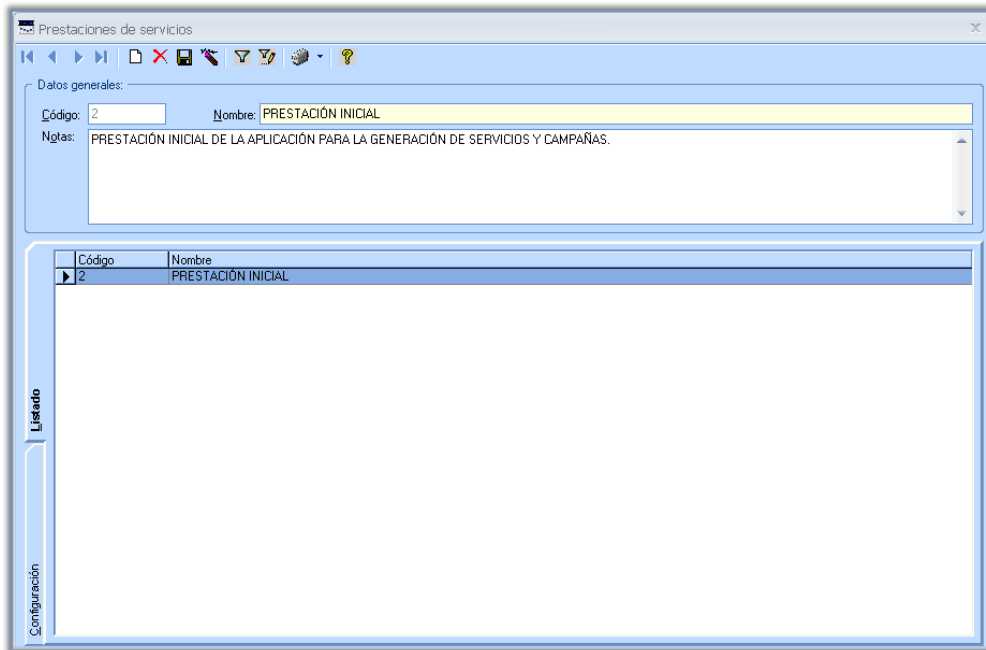 Prestaciones de servicios
Datos generales:
Código: 2 Nombre: PRESTACIÓN INICIAL
Notas: PRESTACIÓN INICIAL DE LA APLICACIÓN PARA LA GENERACIÓN DE SERVICIOS Y CAMPAÑAS.
Código Nombre
2 PRESTACIÓN INICIAL
Listado
Configuración